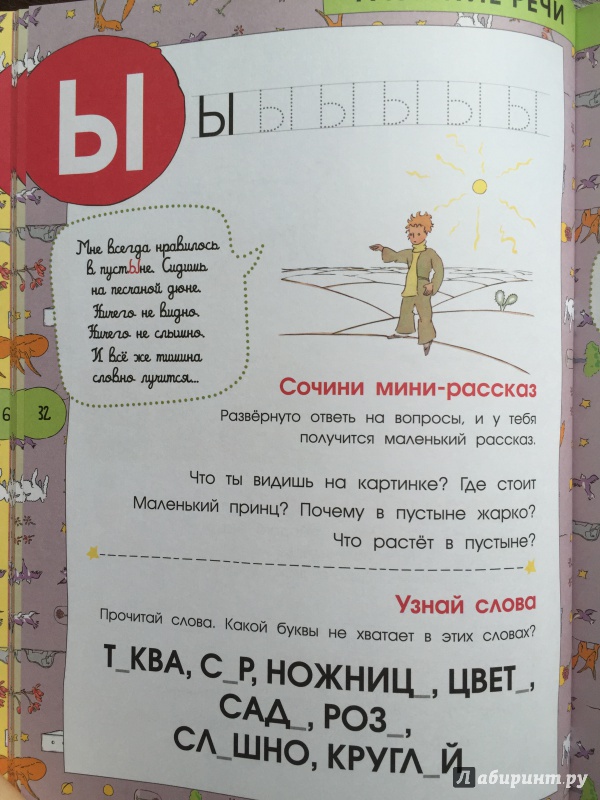 РЕЧИ
Ы
Ы Ы Ы Ы Ы Ы Ы
Мне всегда нравилось
в пустЫне. Сидишь
на песчаной дюне.
Ничего не видно.
Ничего не слышно.
И всё же тишина
словно лучится...
6 32
Сочини мини-рассказ
Развёрнуто ответь на вопросы, и у тебя
получится маленький рассказ.
Что ты видишь на картинке? Где стоит
Маленький принц? Почему в пустыне жарко?
Что растёт в пустыне?
Узнай слова
Прочитай слова. Какой буквы не хватает в этих словах?
Т_КВА, С_Р, НОЖНИЦ_, ЦВЕТ_,
САД_, РОЗ_,
СЛ_ШНО, КРУГЛ_Й
Лабиринт.ру